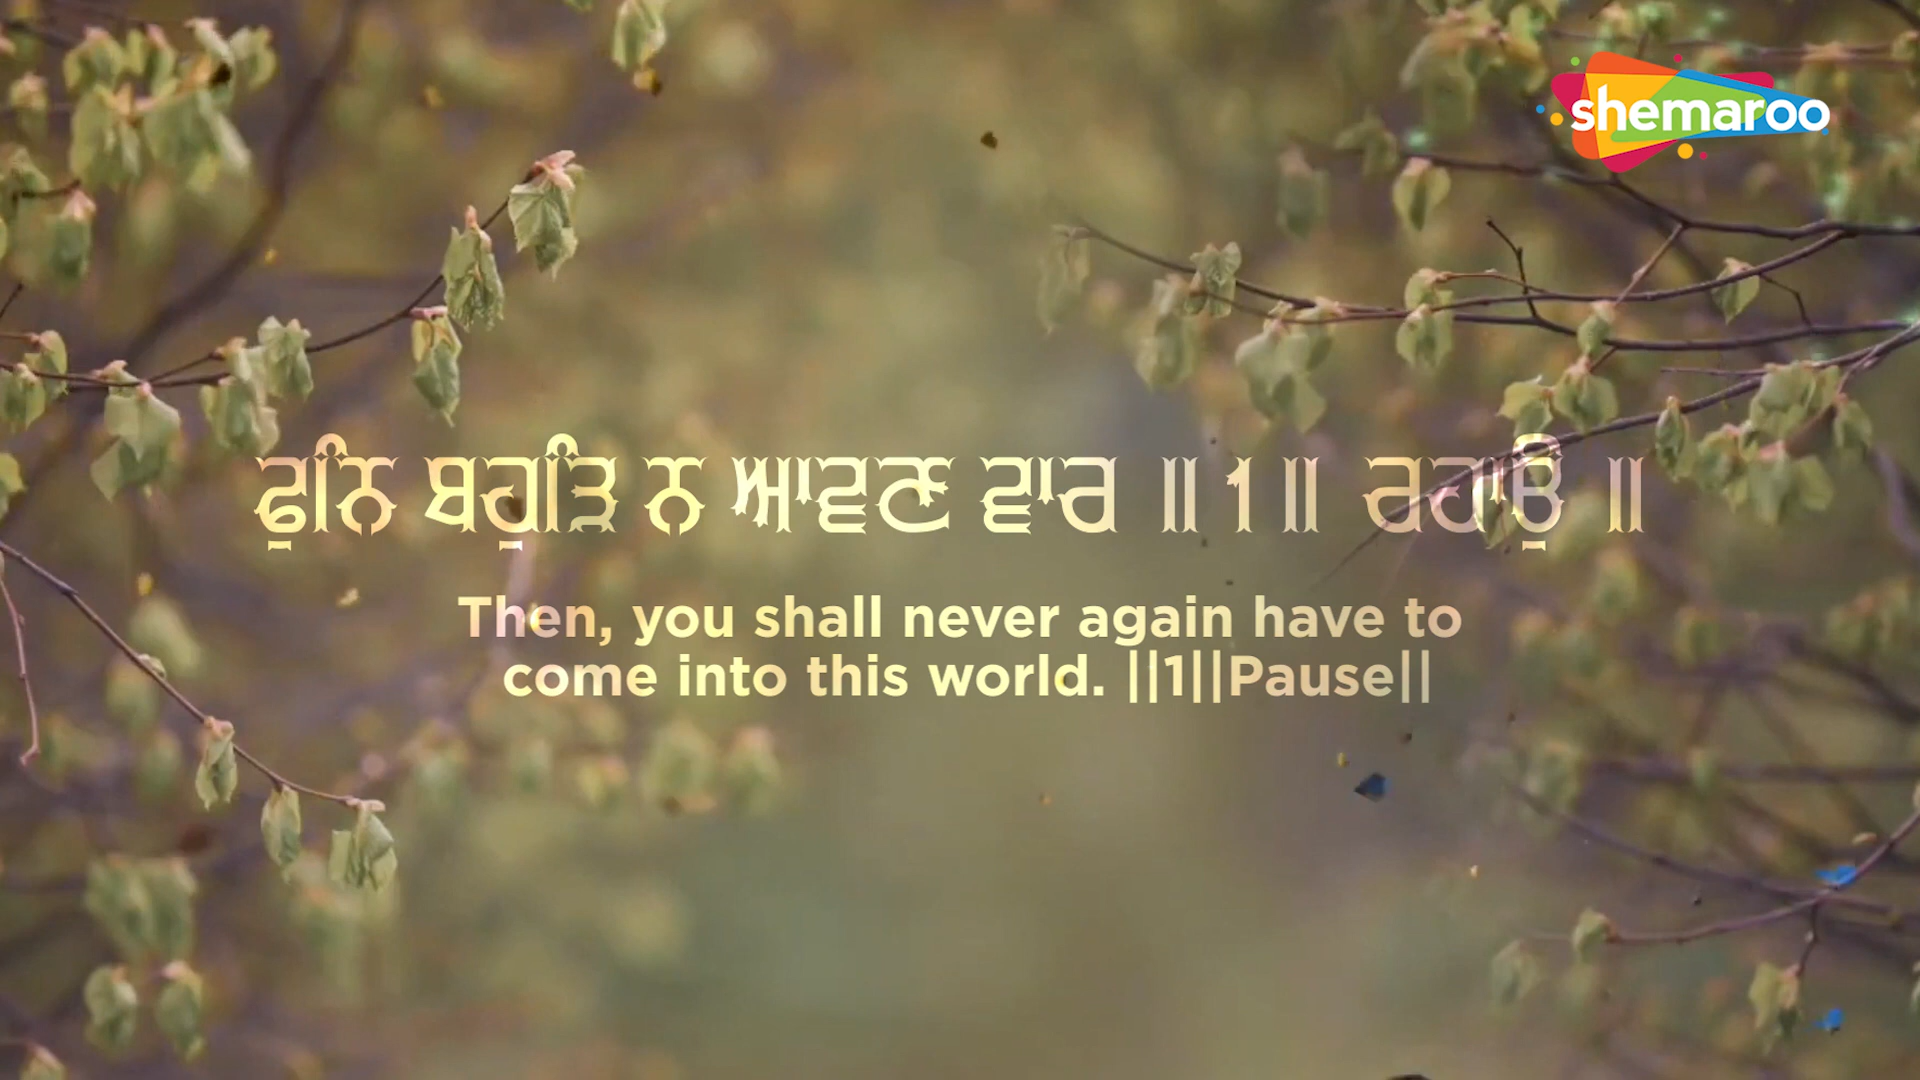 shemaroo
ਫੁਨਿ ਬਹੁੜਿ ਨ ਆਵਣ ਵਾਰ ॥1॥ ਰਹਾਉ ॥
Then, you shall never again have to
come into this world. ||1||Pause||